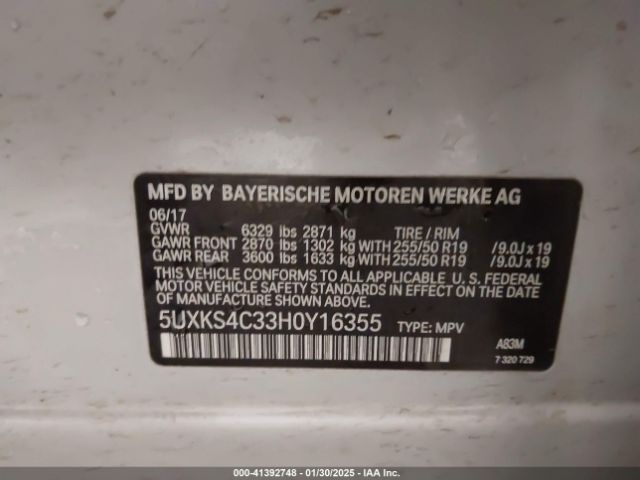 MFD BY BAYERISCHE MOTOREN WERKE AG
06/17
GVWR 6329 lbs 2871 kg TIRE / RIM
GAWR FRONT 2870 lbs 1302 kg WITH 255/50 R19 /9.0J x 19
GAWR REAR 3600 lbs 1633 kg WITH 255/50 R19 /9.0J x 19
THIS VEHICLE CONFORMS TO ALL APPLICABLE U. S. FEDERAL
MOTOR VEHICLE SAFETY STANDARDS IN EFFECT ON THE
DATE OF MANUFACTURE SHOWN ABOVE.
5UXKS4C33H0Y16355 TYPE: MPV
A83M
7 320 729
000-41392748 - 01/30/2025 - IAA Inc.